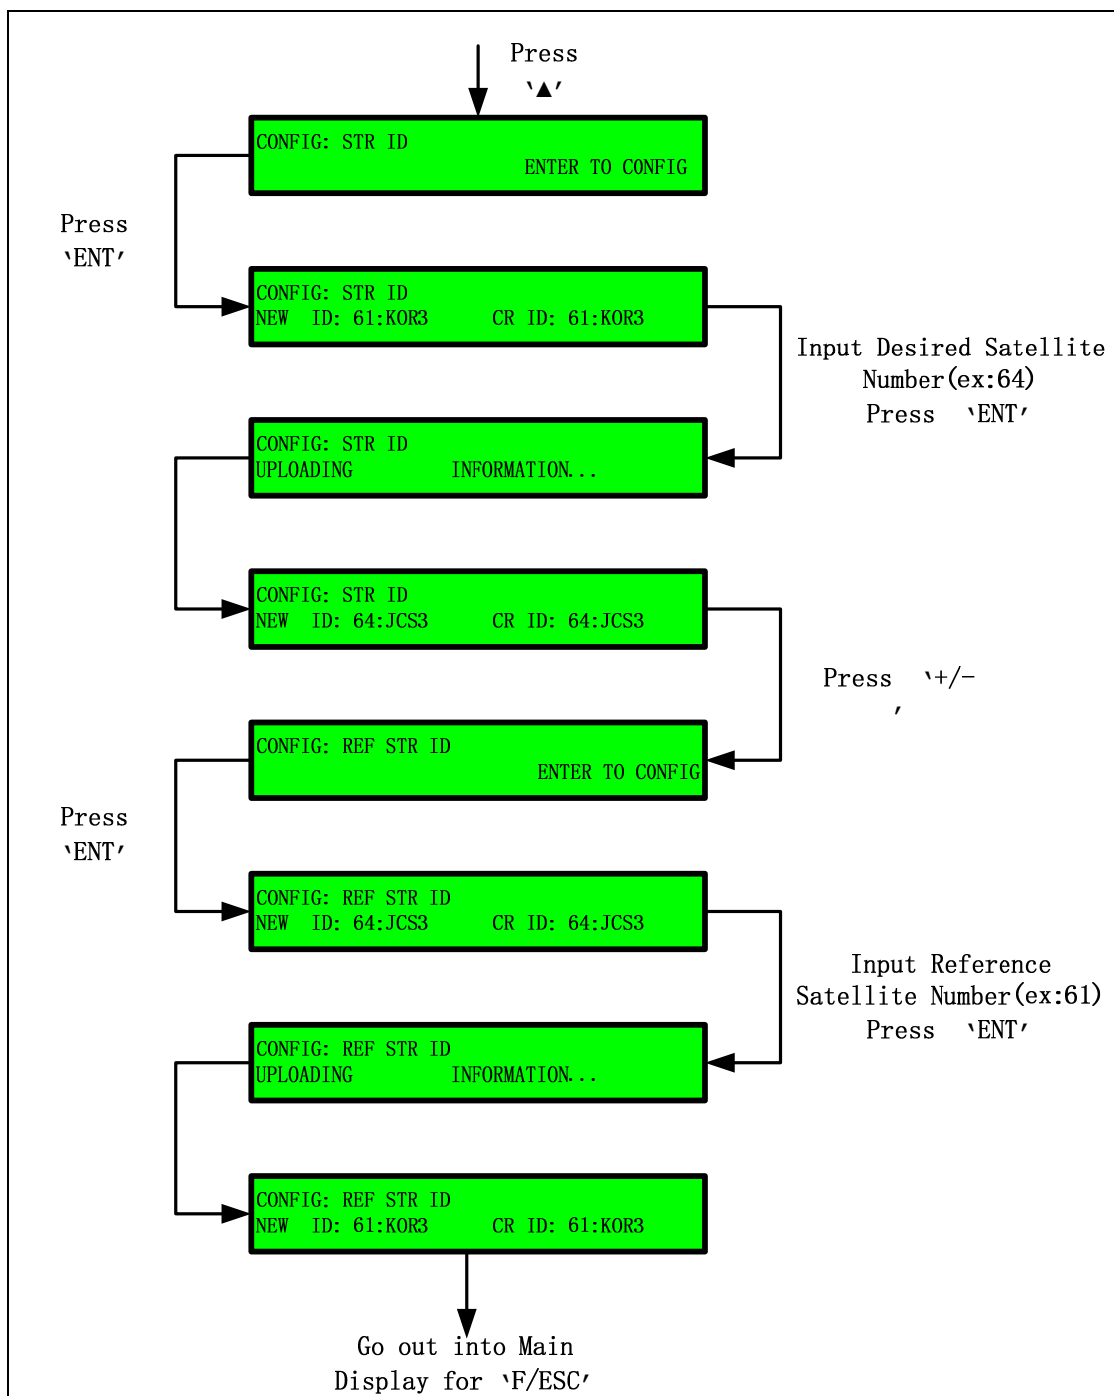 Press
‵▲′
CONFIG: STR ID
ENTER TO CONFIG
Press
‵ENT′
CONFIG: STR ID
NEW ID: 61:KOR3 CR ID: 61:KOR3
Input Desired Satellite
Number(ex:64)
Press ‵ENT′
CONFIG: STR ID
UPLOADING INFORMATION...
CONFIG: STR ID
NEW ID: 64:JCS3 CR ID: 64:JCS3
Press ‵+/-
′
CONFIG: REF STR ID
ENTER TO CONFIG
Press
‵ENT′
CONFIG: REF STR ID
NEW ID: 64:JCS3 CR ID: 64:JCS3
Input Reference
Satellite Number(ex:61)
Press ‵ENT′
CONFIG: REF STR ID
UPLOADING INFORMATION...
CONFIG: REF STR ID
NEW ID: 61:KOR3 CR ID: 61:KOR3
Go out into Main
Display for ‵F/ESC′